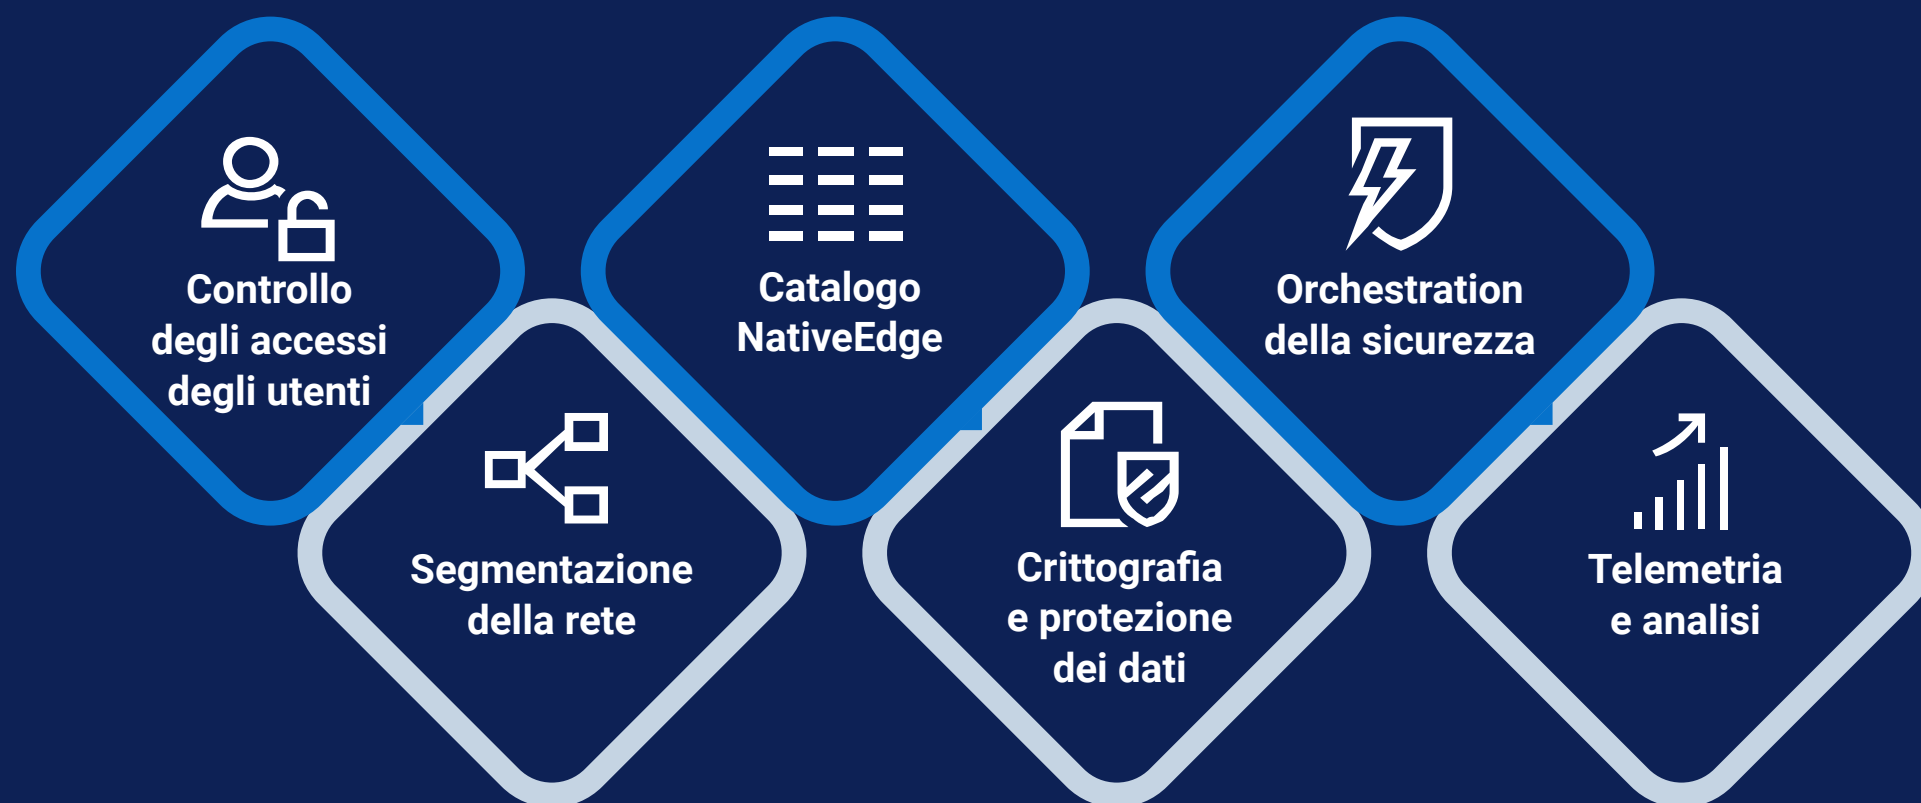 Controllo
degli accessi
degli utenti
Segmentazione
della rete
Catalogo
NativeEdge
Crittografia
e protezione
dei dati
Orchestration
della sicurezza
Telemetria
e analisi